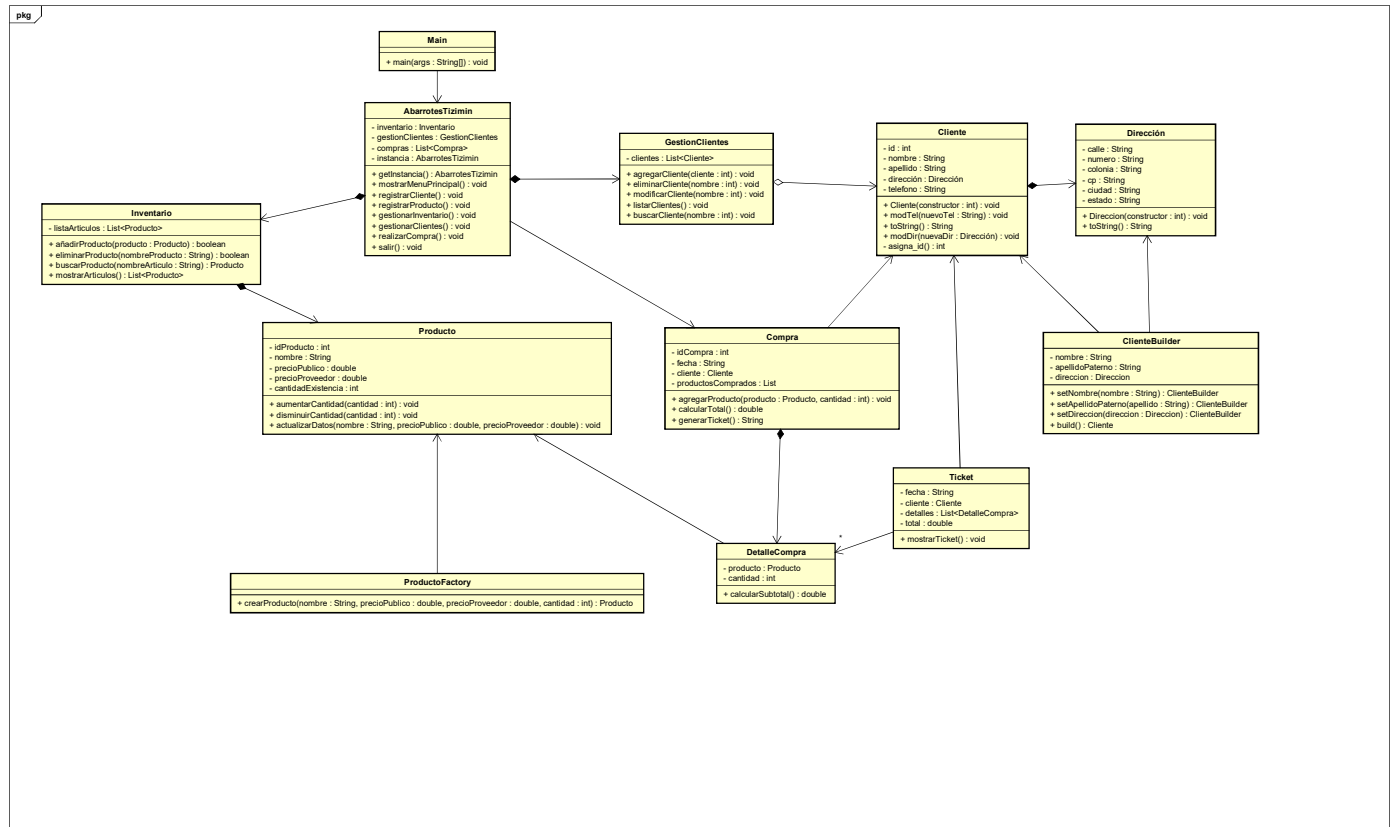 pkg
Main
+ main(args : String[]) : void
AbarrotesTizimin
- inventario : Inventario
- gestionClientes : GestionClientes
- compras : List<Compra>
- instancia : AbarrotesTizimin
+ getInstancia() : AbarrotesTizimin
+ mostrarMenuPrincipal() : void
+ registrarCliente() : void
+ registrarProducto() : void
+ gestionarInventario() : void
+ gestionarClientes() : void
+ realizarCompra() : void
+ salir() : void
GestionClientes
- clientes : List<Cliente>
+ agregarCliente(cliente : int) : void
+ eliminarCliente(nombre : int) : void
+ modificarCliente(nombre : int) : void
+ listarClientes() : void
+ buscarCliente(nombre : int) : void
Cliente
- id : int
- nombre : String
- apellido : String
- dirección : Dirección
- telefono : String
+ Cliente(constructor : int) : void
+ modTel(nuevoTel : String) : void
+ toString() : String
+ modDir(nuevaDir : Dirección) : void
- asigna_id() : int
Dirección
- calle : String
- numero : String
- colonia : String
- cp : String
- ciudad : String
- estado : String
+ Direccion(constructor : int) : void
+ toString() : String
Inventario
- listaArticulos : List<Producto>
+ añadirProducto(producto : Producto) : boolean
+ eliminarProducto(nombreProducto : String) : boolean
+ buscarProducto(nombreArticulo : String) : Producto
+ mostrarArticulos() : List<Producto>
Producto
- idProducto : int
- nombre : String
- precioPublico : double
- precioProveedor : double
- cantidadExistencia : int
+ aumentarCantidad(cantidad : int) : void
+ disminuirCantidad(cantidad : int) : void
+ actualizarDatos(nombre : String, precioPublico : double, precioProveedor : double) : void
Compra
- idCompra : int
- fecha : String
- cliente : Cliente
- productosComprados : List
+ agregarProducto(producto : Producto, cantidad : int) : void
+ calcularTotal() : double
+ generarTicket() : String
ClienteBuilder
- nombre : String
- apellidoPaterno : String
- direccion : Direccion
+ setNombre(nombre : String) : ClienteBuilder
+ setApellidoPaterno(apellido : String) : ClienteBuilder
+ setDireccion(direccion : Direccion) : ClienteBuilder
+ build() : Cliente
Ticket
- fecha : String
- cliente : Cliente
- detalles : List<DetalleCompra>
- total : double
+ mostrarTicket() : void
*
DetalleCompra
- producto : Producto
- cantidad : int
+ calcularSubtotal() : double
ProductoFactory
+ crearProducto(nombre : String, precioPublico : double, precioProveedor : double, cantidad : int) : Producto